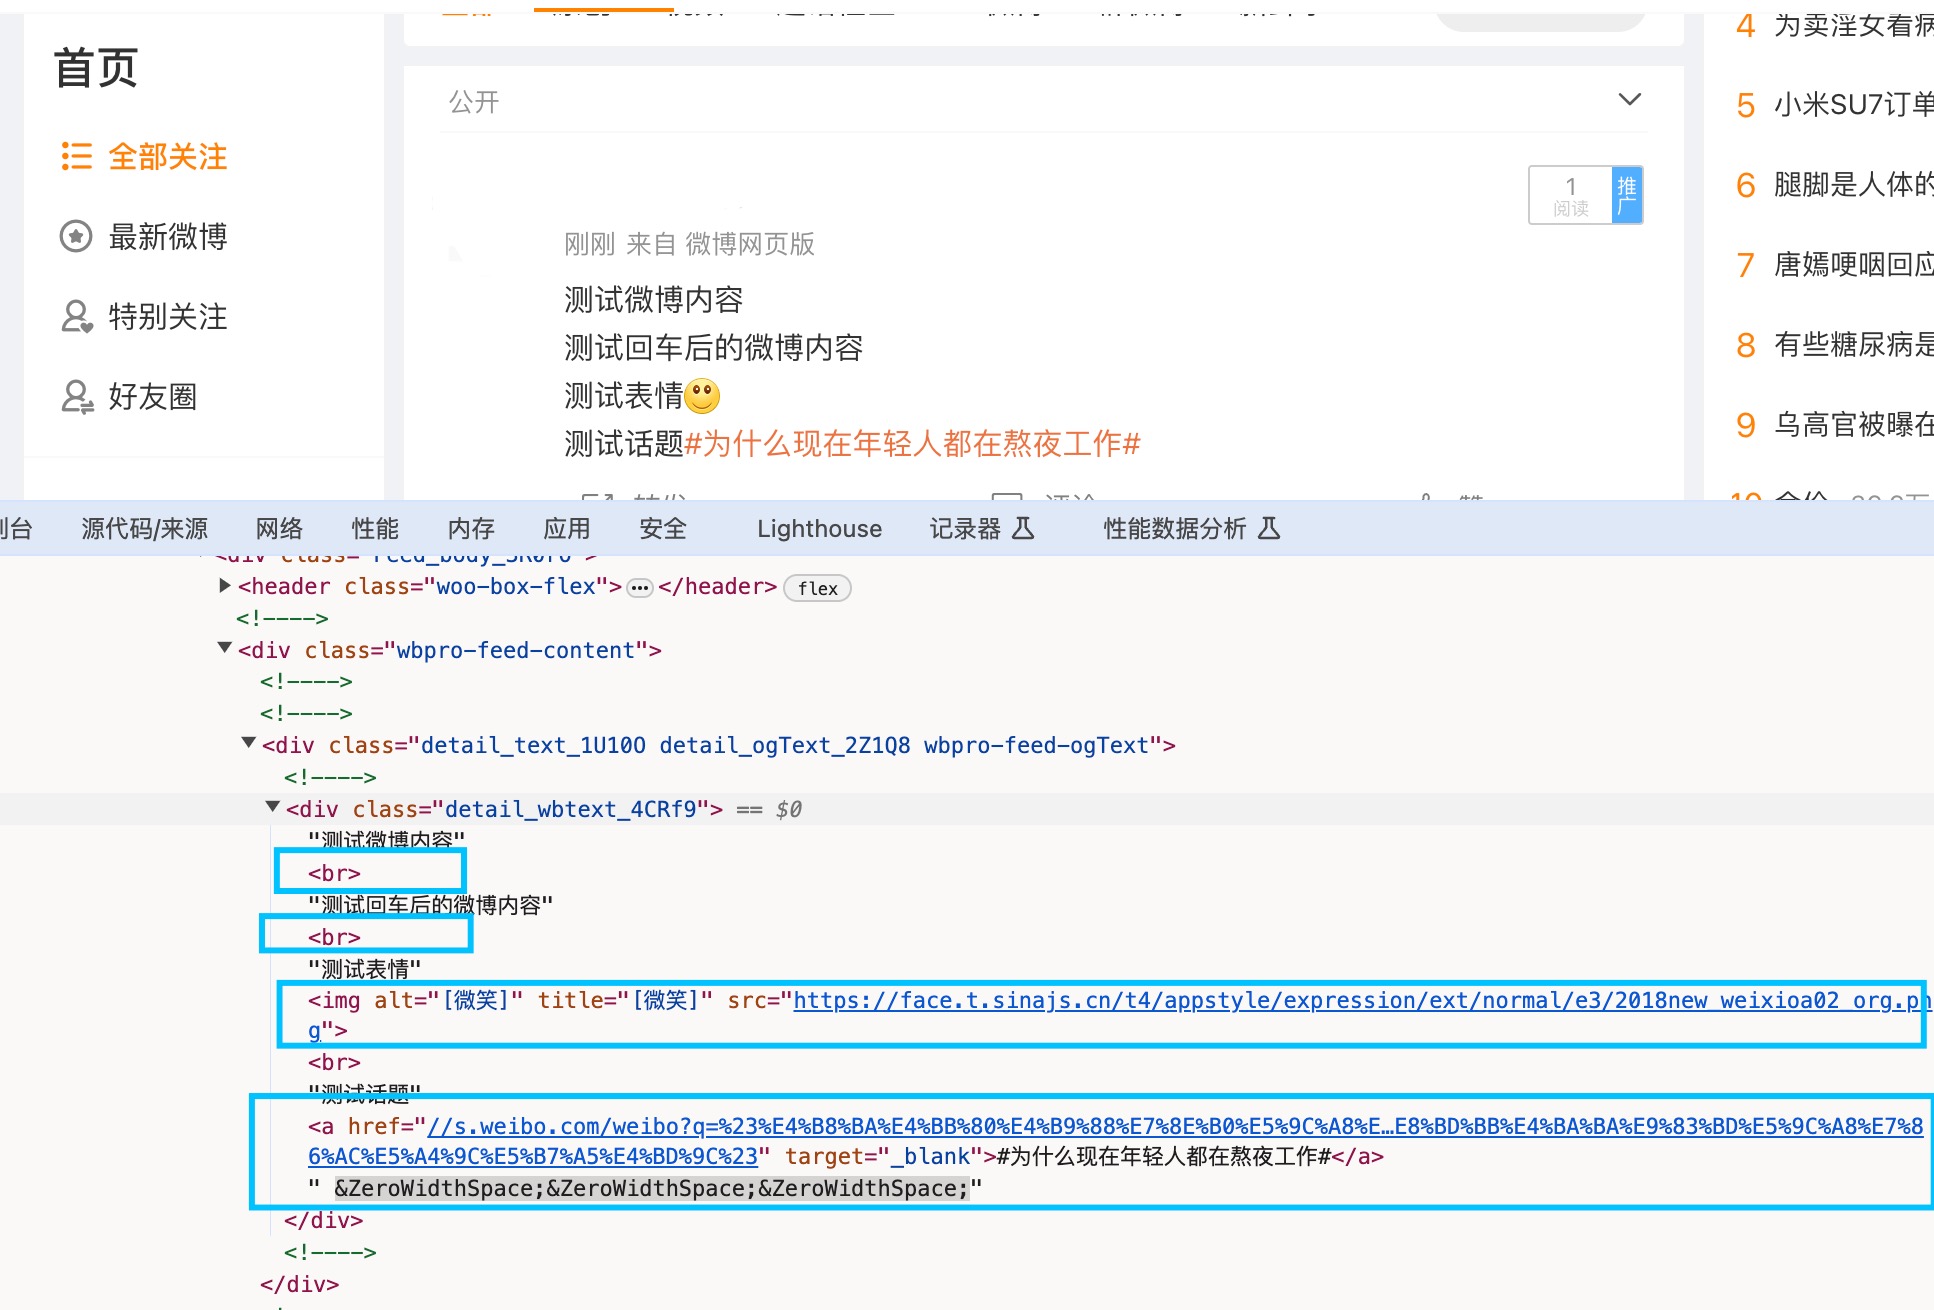 首页
全部关注
最新微博
特别关注
好友圈
公开
1
阅读
推广
刚刚 来自 微博网页版
测试微博内容
测试回车后的微博内容
测试表情
测试话题#为什么现在年轻人都在熬夜工作#
转发
评论
赞
4 为卖淫女看病
5 小米SU7订单
6 腿脚是人体的
7 唐嫣哽咽回应
8 有些糖尿病是
9 乌高官被曝在
10
制台 源代码/来源 网络 性能 内存 应用 安全 Lighthouse 记录器 性能数据分析
<header class="woo-box-flex">…</header> flex
<!---->
<div class="wbpro-feed-content">
<!---->
<!---->
<div class="detail_text_1U10O detail_ogText_2Z1Q8 wbpro-feed-ogText">
<!---->
<div class="detail_wbtext_4CRf9"> == $0
"测试微博内容"
<br>
"测试回车后的微博内容"
<br>
"测试表情"
<img alt="[微笑]" title="[微笑]" src="https://face.t.sinajs.cn/t4/appstyle/expression/ext/normal/e3/2018new_weixioa02_org.pn
g">
<br>
"测试话题"
<a href="//s.weibo.com/weibo?q=%23%E4%B8%BA%E4%BB%80%E4%B9%88%E7%8E%B0%E5%9C%A8%E…E8%BD%BB%E4%BA%BA%E9%83%BD%E5%9C%A8%E7%8
6%AC%E5%A4%9C%E5%B7%A5%E4%BD%9C%23" target="_blank">#为什么现在年轻人都在熬夜工作#</a>
" &ZeroWidthSpace;&ZeroWidthSpace;&ZeroWidthSpace;"
</div>
<!---->
</div>